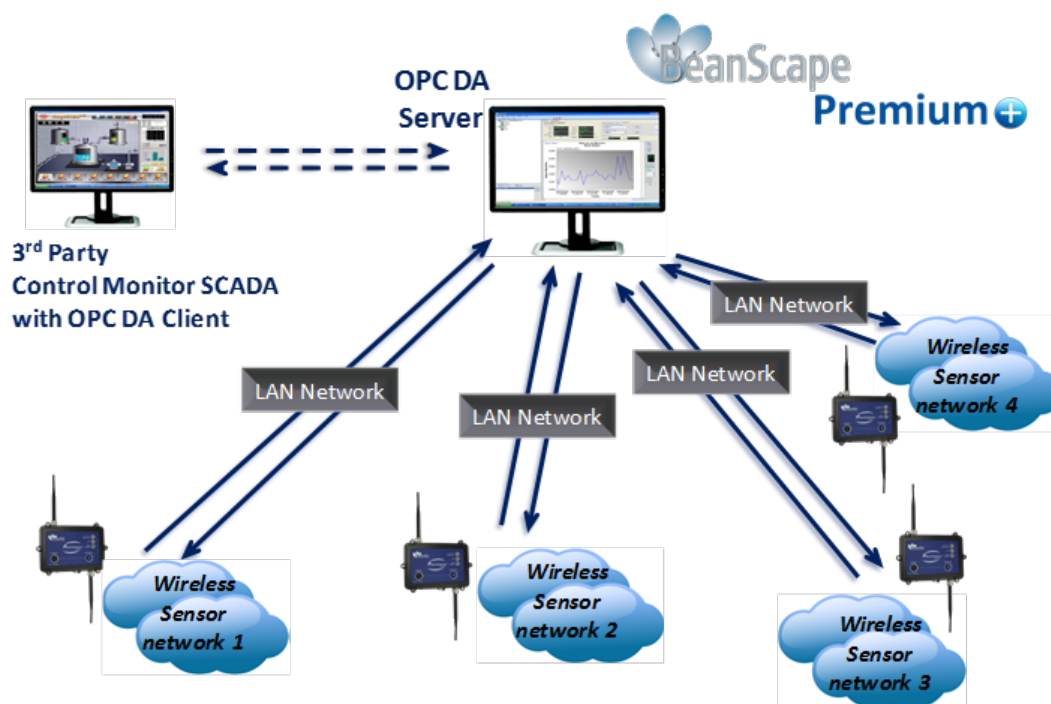 BeanScape
Premium+
OPC DA
Server
3rd Party
Control Monitor SCADA
with OPC DA Client
LAN Network
LAN Network
LAN Network
LAN Network
Wireless
Sensor
network 4
Wireless
Sensor
network 1
Wireless
Sensor
network 2
Wireless
Sensor
network 3